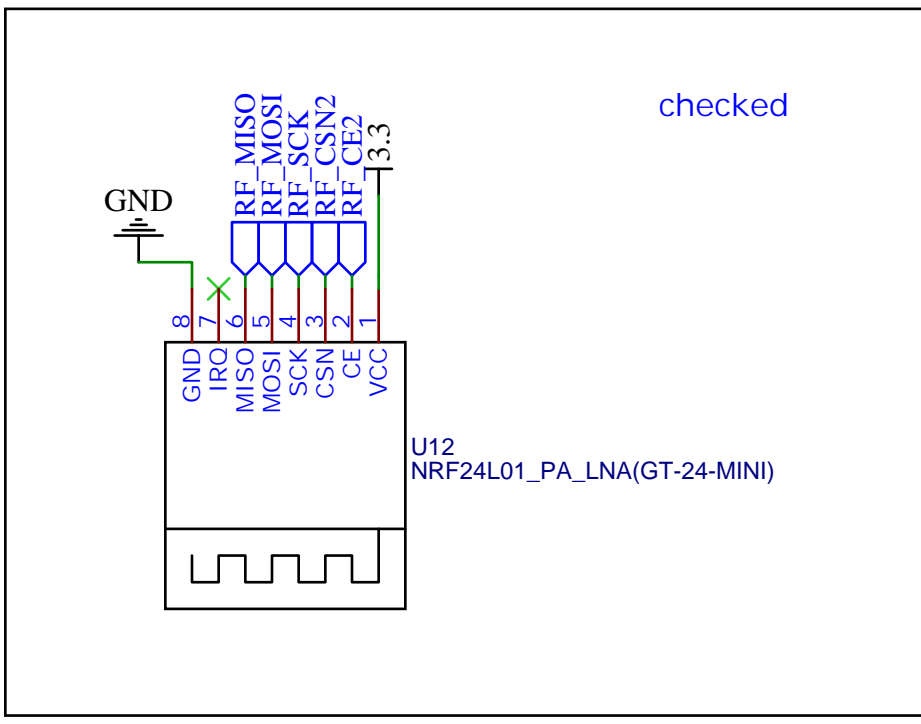 checked
RF_MISO
RF_MOSI
RF_SCK
RF_CSN2
RF_CE2
3.3
GND
8
7
6
5
4
3
2
1
GND
IRQ
MISO
MOSI
SCK
CSN
CE
VCC
U12
NRF24L01_PA_LNA(GT-24-MINI)